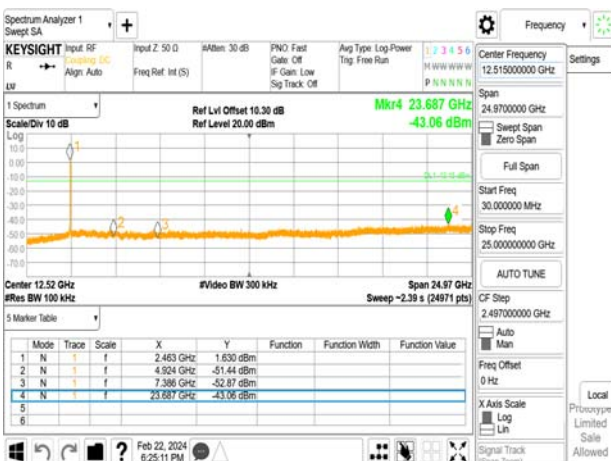 Spectrum Analyzer 1
Swept SA
+
Frequency
KEYSIGHT
R
Input: RF
Coupling: DC
Align: Auto
Input Z: 50 Ω
Freq Ref: Int (S)
#Atten: 30 dB
PNO: Fast
Gate: Off
IF Gain: Low
Sig Track: Off
Avg Type: Log-Power
Trig: Free Run
1 2 3 4 5 6
M W W W W W
P N N N N N
1 Spectrum
Scale/Div 10 dB
Ref Lvl Offset 10.30 dB
Ref Level 20.00 dBm
Mkr4 23.687 GHz
-43.06 dBm
Log
10.0
0.00
-10.0
-20.0
-30.0
-40.0
-50.0
-60.0
-70.0
1
2
3
4
Center 12.52 GHz
#Res BW 100 kHz
#Video BW 300 kHz
Span 24.97 GHz
Sweep ~2.39 s (24971 pts)
5 Marker Table
Mode Trace Scale X Y Function Function Width Function Value
1 N 1 f 2.463 GHz 1.630 dBm
2 N 1 f 4.924 GHz -51.44 dBm
3 N 1 f 7.386 GHz -52.87 dBm
4 N 1 f 23.687 GHz -43.06 dBm
5
6
?
Feb 22, 2024
6:25:11 PM
Center Frequency
12.515000000 GHz
Span
24.9700000 GHz
Swept Span
Zero Span
Full Span
Start Freq
30.000000 MHz
Stop Freq
25.000000000 GHz
AUTO TUNE
CF Step
2.497000000 GHz
Auto
Man
Freq Offset
0 Hz
X Axis Scale
Log
Lin
Signal Track
Settings
Local
Prototype
Limited
Sale
Allowed